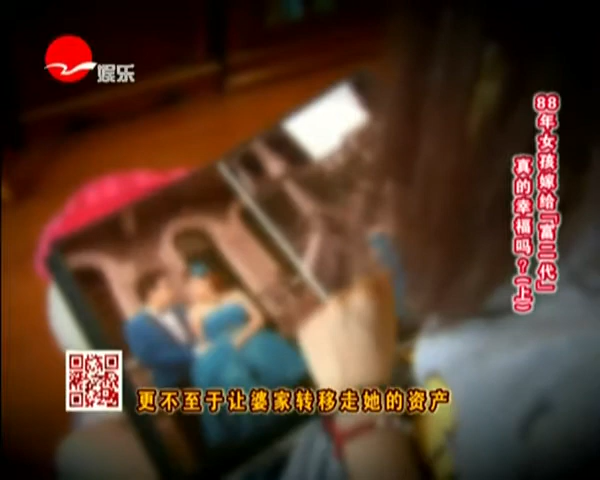 娱乐
88年女孩嫁给「富二代」
真的幸福吗？（上）
更不至于让婆家转移走她的资产